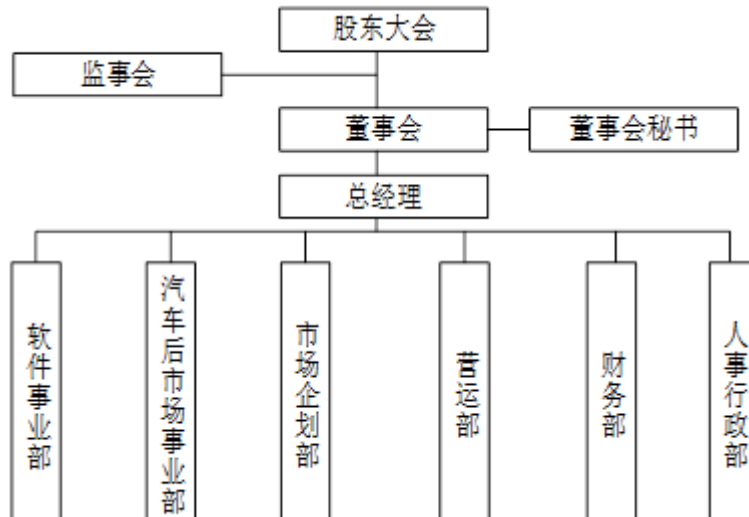 股东大会
监事会
董事会
董事会秘书
总经理
软件事业部
汽车后市场事业部
市场企划部
营运部
财务部
人事行政部